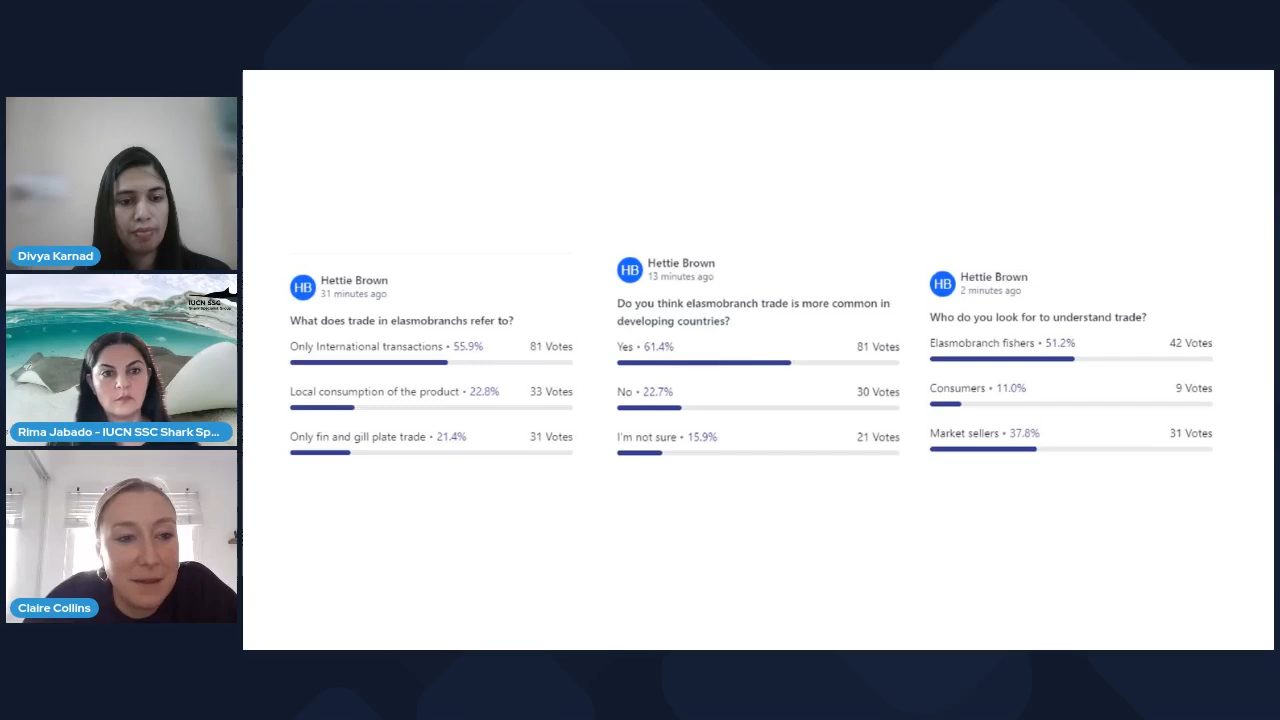 Divya Karnad
IUCN SSC
Shark Specialist Group
Rima Jabado - IUCN SSC Shark Sp...
Claire Collins
HB
Hettie Brown
31 minutes ago
What does trade in elasmobranchs refer to?
Only International transactions • 55.9% 81 Votes
Local consumption of the product • 22.8% 33 Votes
Only fin and gill plate trade • 21.4% 31 Votes
HB
Hettie Brown
13 minutes ago
Do you think elasmobranch trade is more common in
developing countries?
Yes • 61.4% 81 Votes
No • 22.7% 30 Votes
I'm not sure • 15.9% 21 Votes
HB
Hettie Brown
2 minutes ago
Who do you look for to understand trade?
Elasmobranch fishers • 51.2% 42 Votes
Consumers • 11.0% 9 Votes
Market sellers • 37.8% 31 Votes